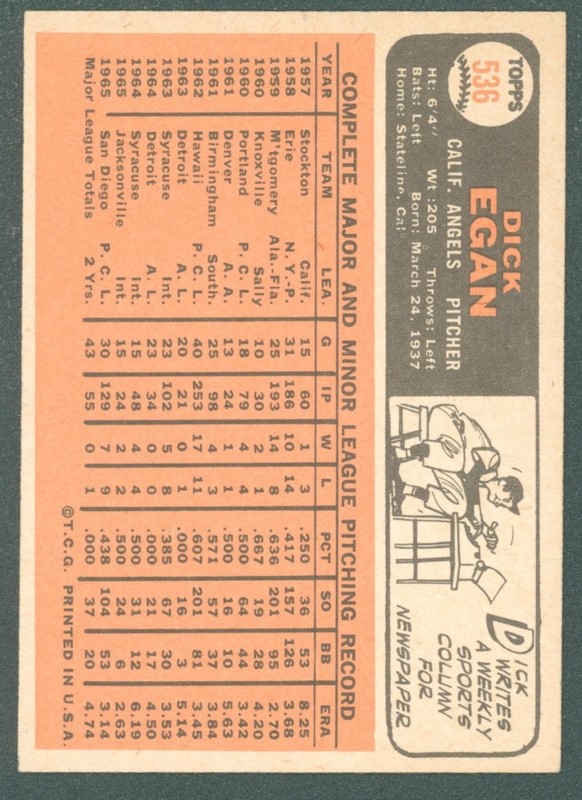 TOPPS
536
DICK
EGAN
CALIF. ANGELS PITCHER
Ht: 6'4" Wt: 205 Throws: Left
Bats: Left Born: March 24, 1937
Home: Stateline, Cal.
DICK
WRITES
A WEEKLY
SPORTS
COLUMN
FOR
NEWSPAPER
COMPLETE MAJOR AND MINOR LEAGUE PITCHING RECORD
YEAR TEAM LEA. G IP W L PCT SO BB ERA
1957 Stockton Calif. 15 60 1 3 .250 36 53 8.25
1958 Erie N.Y.-P. 31 186 10 14 .417 157 126 3.68
1959 M'tgomery Ala.-Fla. 25 193 14 8 .636 201 95 2.70
1960 Knoxville Sally 10 30 2 1 .667 19 28 4.20
1960 Portland P.C.L. 18 79 4 4 .500 64 44 3.42
1961 Denver A.A. 13 24 1 1 .500 16 10 5.63
1961 Birmingham South. 25 98 4 3 .571 57 37 3.84
1962 Hawaii P.C.L. 40 253 17 11 .607 201 81 3.45
1963 Detroit A.L. 20 21 0 1 .000 16 3 5.14
1963 Syracuse Int. 23 102 5 8 .385 67 30 3.53
1964 Detroit A.L. 23 34 0 0 .000 21 17 4.50
1964 Syracuse Int. 15 48 4 4 .500 31 12 6.19
1965 Jacksonville Int. 15 24 2 2 .500 24 6 2.63
1965 San Diego P.C.L. 30 129 7 9 .438 104 53 3.14
Major League Totals 2 Yrs. 43 55 0 1 .000 37 20 4.74
©T.C.G. PRINTED IN U.S.A.